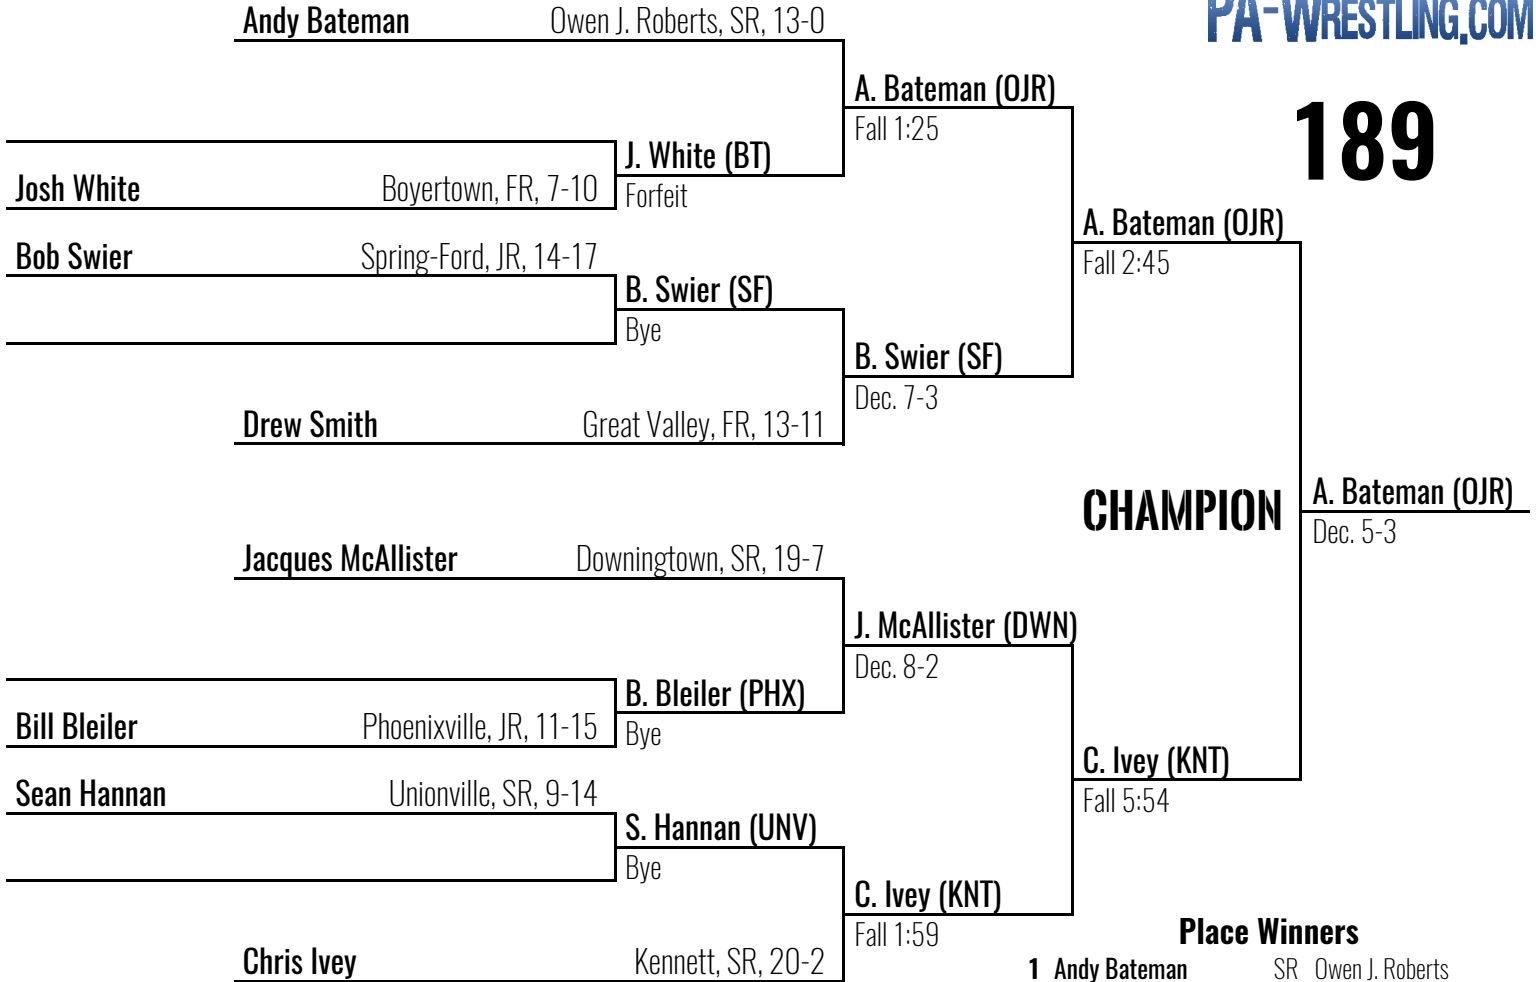 Andy Bateman Owen J. Roberts, SR, 13-0
PA-WRESTLING.COM
A. Bateman (OJR)
Fall 1:25
189
J. White (BT)
Josh White Boyertown, FR, 7-10
Forfeit
A. Bateman (OJR)
Bob Swier Spring-Ford, JR, 14-17
Fall 2:45
B. Swier (SF)
Bye
B. Swier (SF)
Dec. 7-3
Drew Smith Great Valley, FR, 13-11
CHAMPION
A. Bateman (OJR)
Dec. 5-3
Jacques McAllister Downingtown, SR, 19-7
J. McAllister (DWN)
Dec. 8-2
B. Bleiler (PHX)
Bill Bleiler Phoenixville, JR, 11-15
Bye
C. Ivey (KNT)
Sean Hannan Unionville, SR, 9-14
Fall 5:54
S. Hannan (UNV)
Bye
C. Ivey (KNT)
Fall 1:59
Place Winners
Chris Ivey Kennett, SR, 20-2
1 Andy Bateman SR Owen J. Roberts